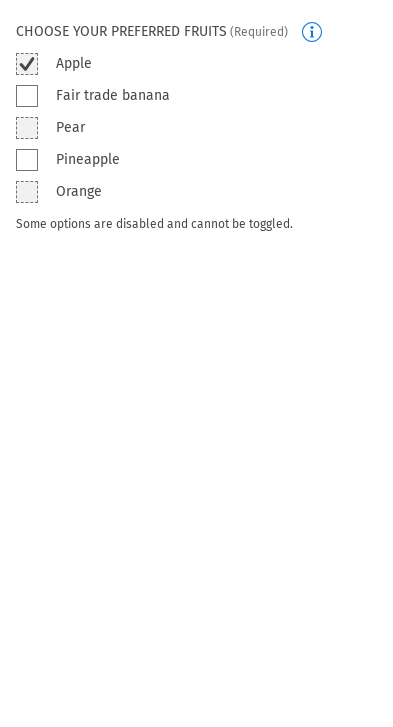 CHOOSE YOUR PREFERRED FRUITS (Required)
Apple
Fair trade banana
Pear
Pineapple
Orange
Some options are disabled and cannot be toggled.